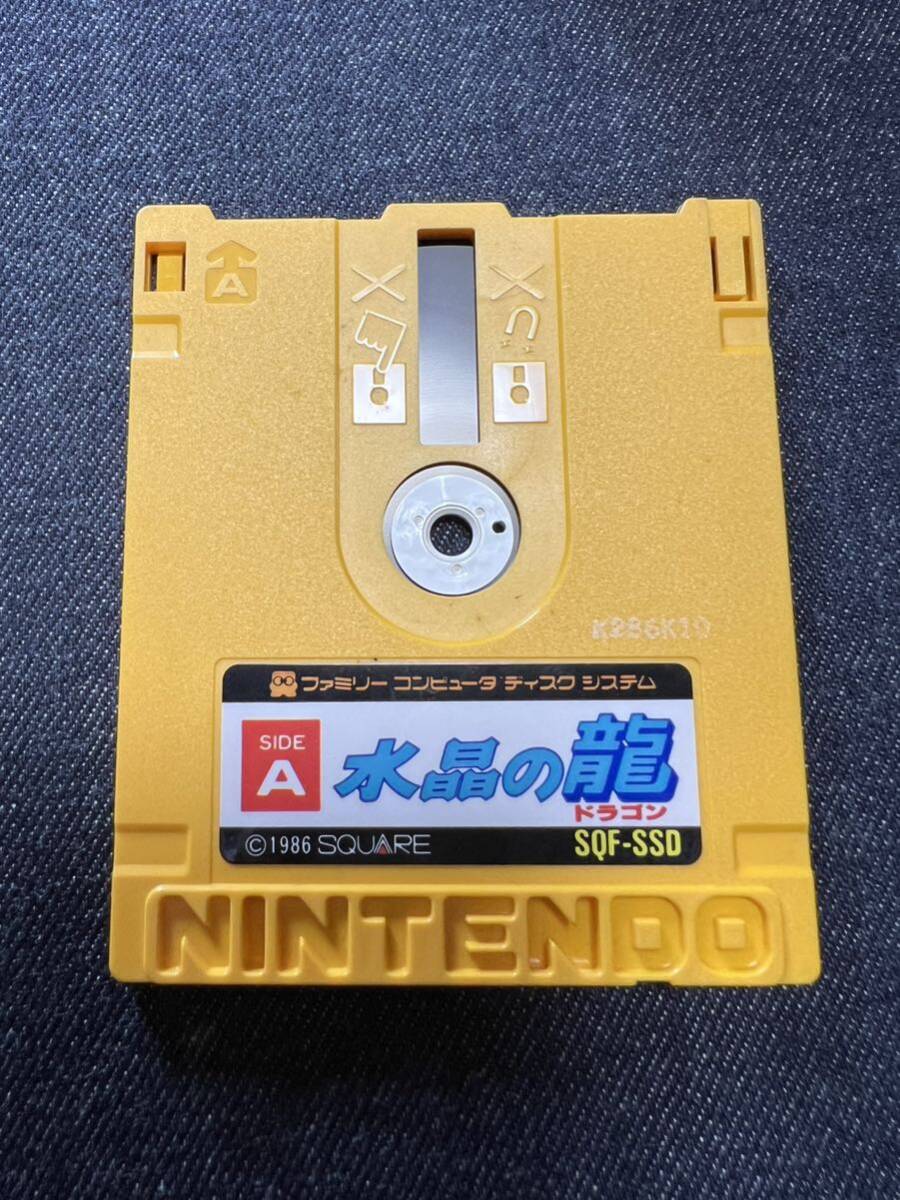 A
K286K10
ファミリー コンピュータ ディスク システム
SIDE
A
水晶の龍
ドラゴン
©1986 SQUARE
SQF-SSD
NINTENDO